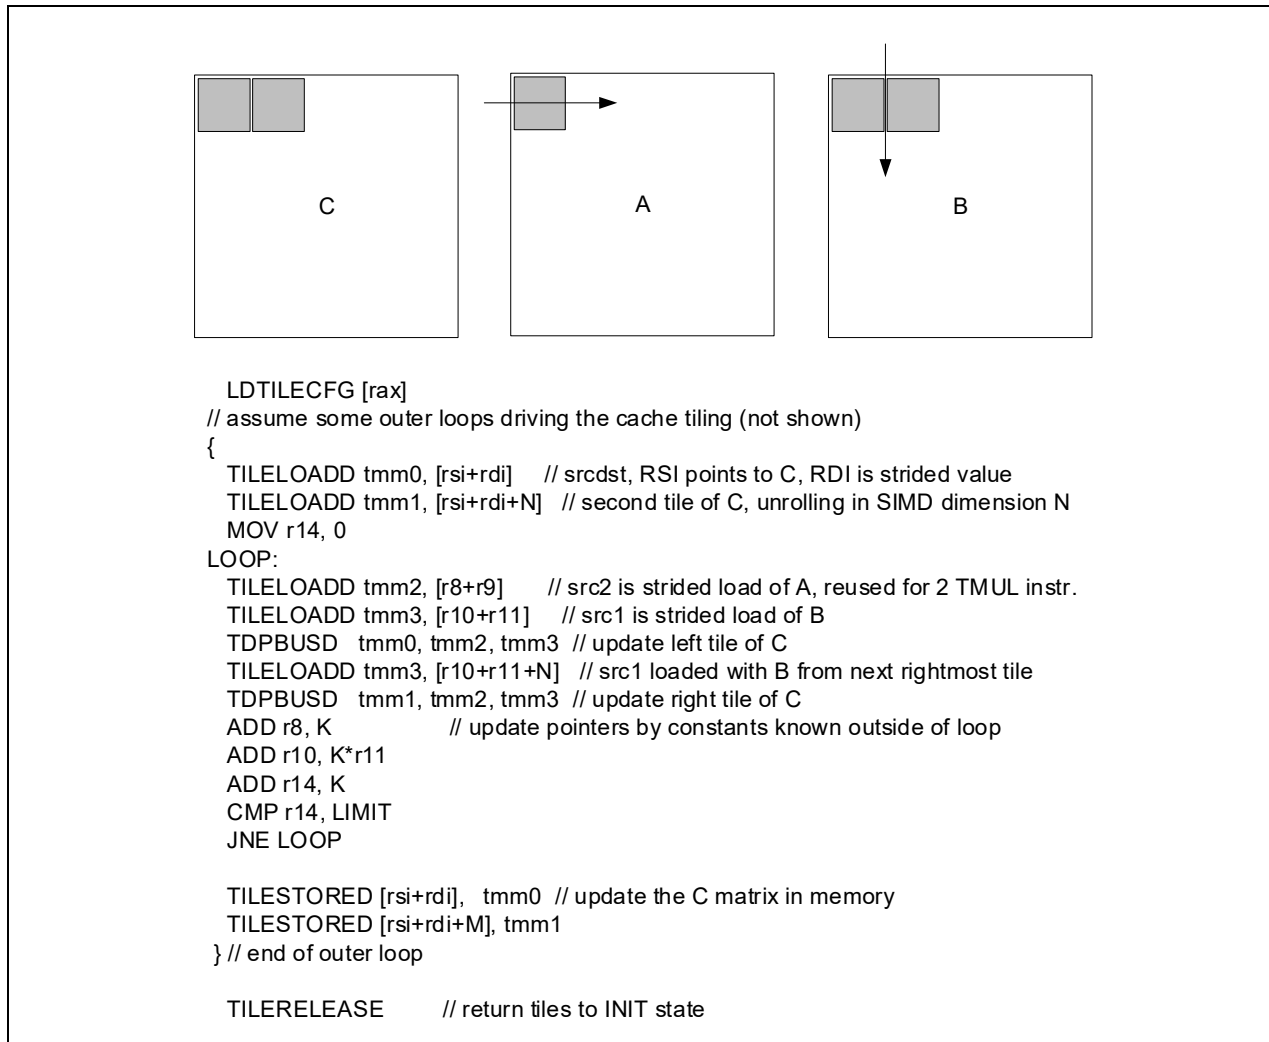 C A B
LDTILECFG [rax]
// assume some outer loops driving the cache tiling (not shown)
{
TILELOADD tmm0, [rsi+rdi] // srcdst, RSI points to C, RDI is strided value
TILELOADD tmm1, [rsi+rdi+N] // second tile of C, unrolling in SIMD dimension N
MOV r14, 0
LOOP:
TILELOADD tmm2, [r8+r9] // src2 is strided load of A, reused for 2 TMUL instr.
TILELOADD tmm3, [r10+r11] // src1 is strided load of B
TDPBUSD tmm0, tmm2, tmm3 // update left tile of C
TILELOADD tmm3, [r10+r11+N] // src1 loaded with B from next rightmost tile
TDPBUSD tmm1, tmm2, tmm3 // update right tile of C
ADD r8, K // update pointers by constants known outside of loop
ADD r10, K*r11
ADD r14, K
CMP r14, LIMIT
JNE LOOP
TILESTORED [rsi+rdi], tmm0 // update the C matrix in memory
TILESTORED [rsi+rdi+M], tmm1
} // end of outer loop
TILERELEASE // return tiles to INIT state